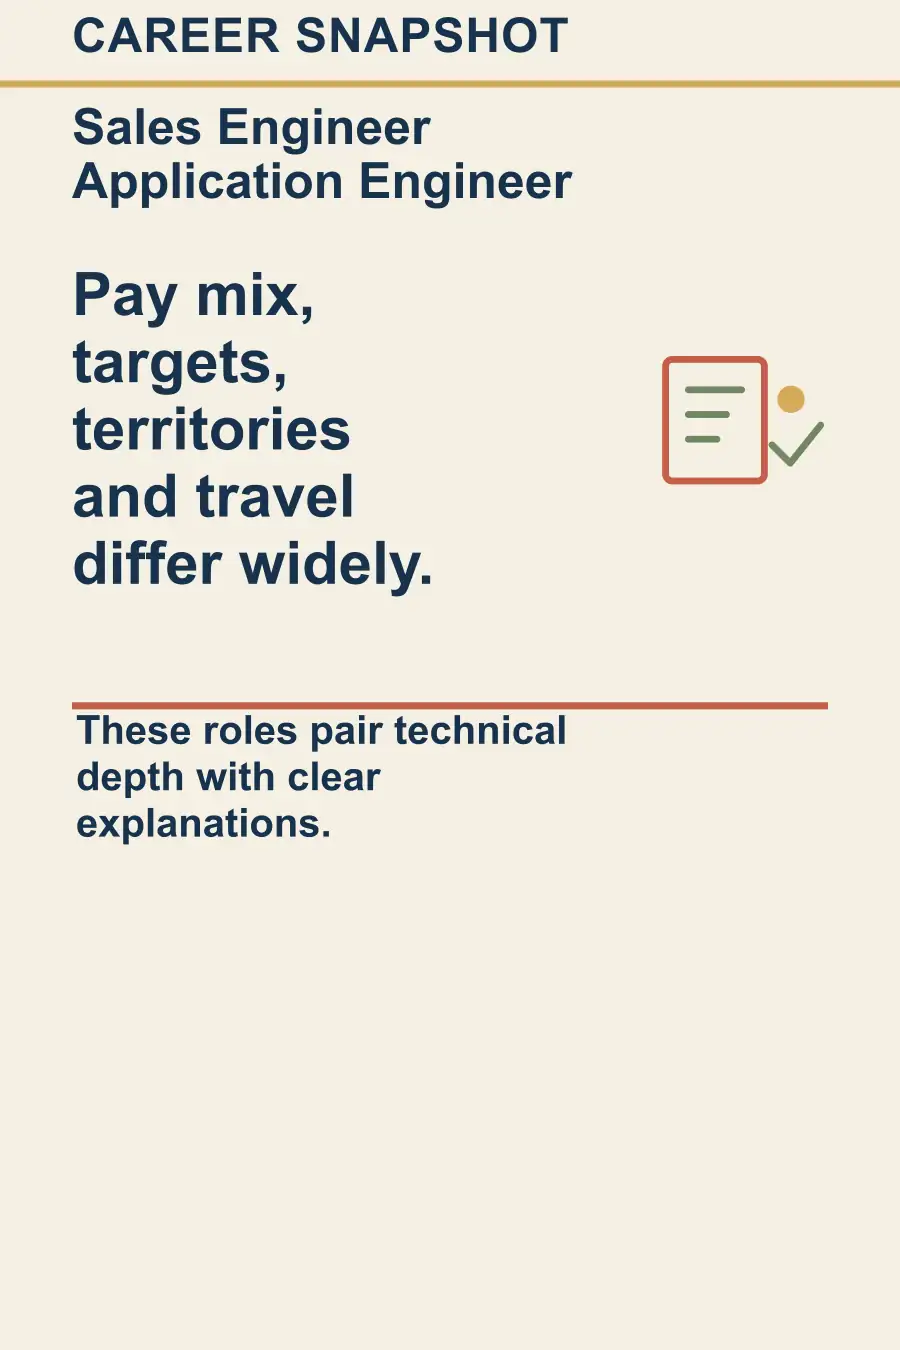 CAREER SNAPSHOT
Sales Engineer
Application Engineer
Pay mix,
targets,
territories
and travel
differ widely.
These roles pair technical
depth with clear
explanations.